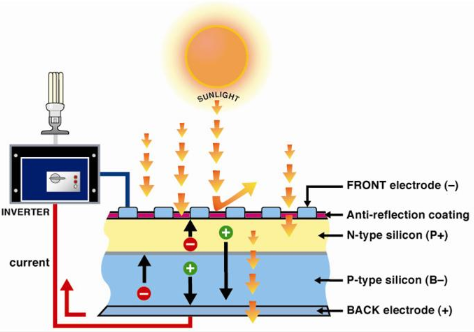 SUNLIGHT
FRONT electrode (–)
Anti-reflection coating
N-type silicon (P+)
P-type silicon (B–)
BACK electrode (+)
INVERTER
current